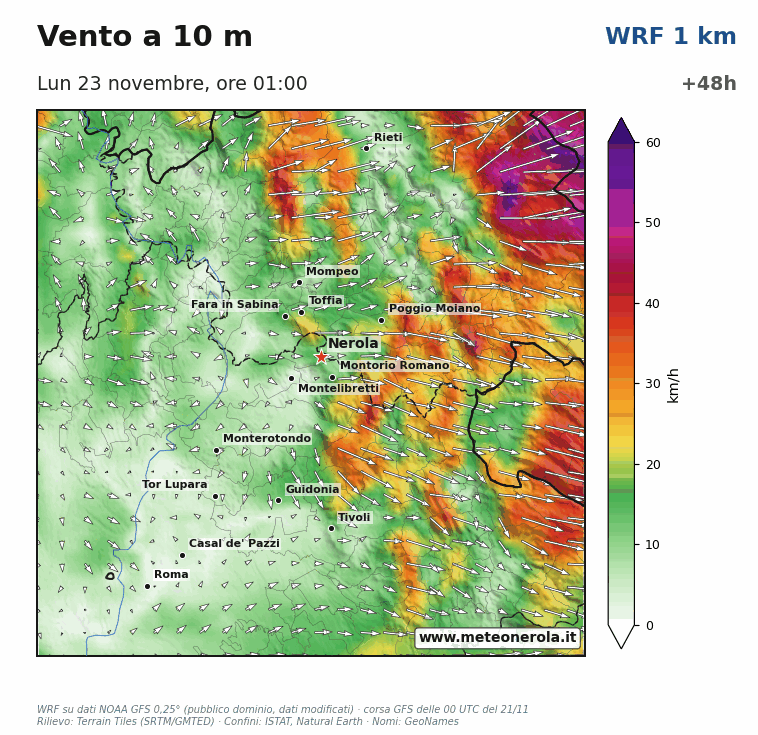 Vento a 10 m
WRF 1 km
Lun 23 novembre, ore 01:00
+48h
Rieti
Mompeo
Fara in Sabina
Toffia
Poggio Moiano
Nerola
Montorio Romano
Montelibretti
Monterotondo
Tor Lupara
Guidonia
Tivoli
Casal de' Pazzi
Roma
www.meteonerola.it
60
50
40
30
20
10
0
km/h
WRF su dati NOAA GFS 0,25° (pubblico dominio, dati modificati) · corsa GFS delle 00 UTC del 21/11
Rilievo: Terrain Tiles (SRTM/GMTED) · Confini: ISTAT, Natural Earth · Nomi: GeoNames